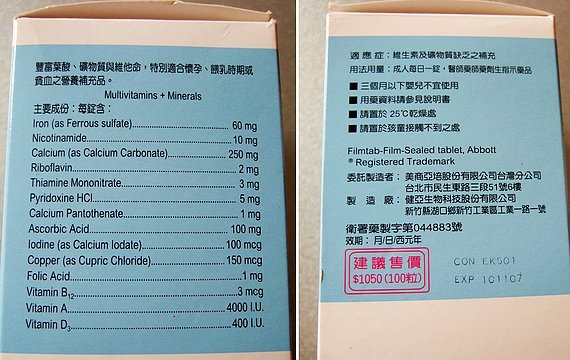 豐富葉酸、礦物質與維他命，特別適合懷孕、餵乳時期或
貧血之營養補充品。
Multivitamins + Minerals
主要成份：每錠含：
Iron (as Ferrous sulfate)......60 mg
Nicotinamide......10 mg
Calcium (as Calcium Carbonate)......250 mg
Riboflavin......2 mg
Thiamine Mononitrate......3 mg
Pyridoxine HCl......5 mg
Calcium Pantothenate......1 mg
Ascorbic Acid......100 mg
Iodine (as Calcium Iodate)......100 mcg
Copper (as Cupric Chloride)......150 mcg
Folic Acid......1 mg
Vitamin B12......3 mcg
Vitamin A......4000 I.U.
Vitamin D3......400 I.U.
適應症：維生素及礦物質缺乏之補充
用法用量：成人每日一錠，醫師藥師藥劑生指示藥品
■ 三個月以下嬰兒不宜使用
■ 用藥資料請參見說明書
■ 請置於 25℃乾燥處
■ 請置於孩童接觸不到之處
Filmtab-Film-Sealed tablet, Abbott
® Registered Trademark
委託製造者：美商亞培股份有限公司台灣分公司
台北市民生東路三段51號6樓
製造廠：健亞生物科技股份有限公司
新竹縣湖口鄉新竹工業區工業一路一號
衛署藥製字第044883號
效期：月/日/西元年
建議售價
$1050 (100粒)
CON EK501
EXP 101107